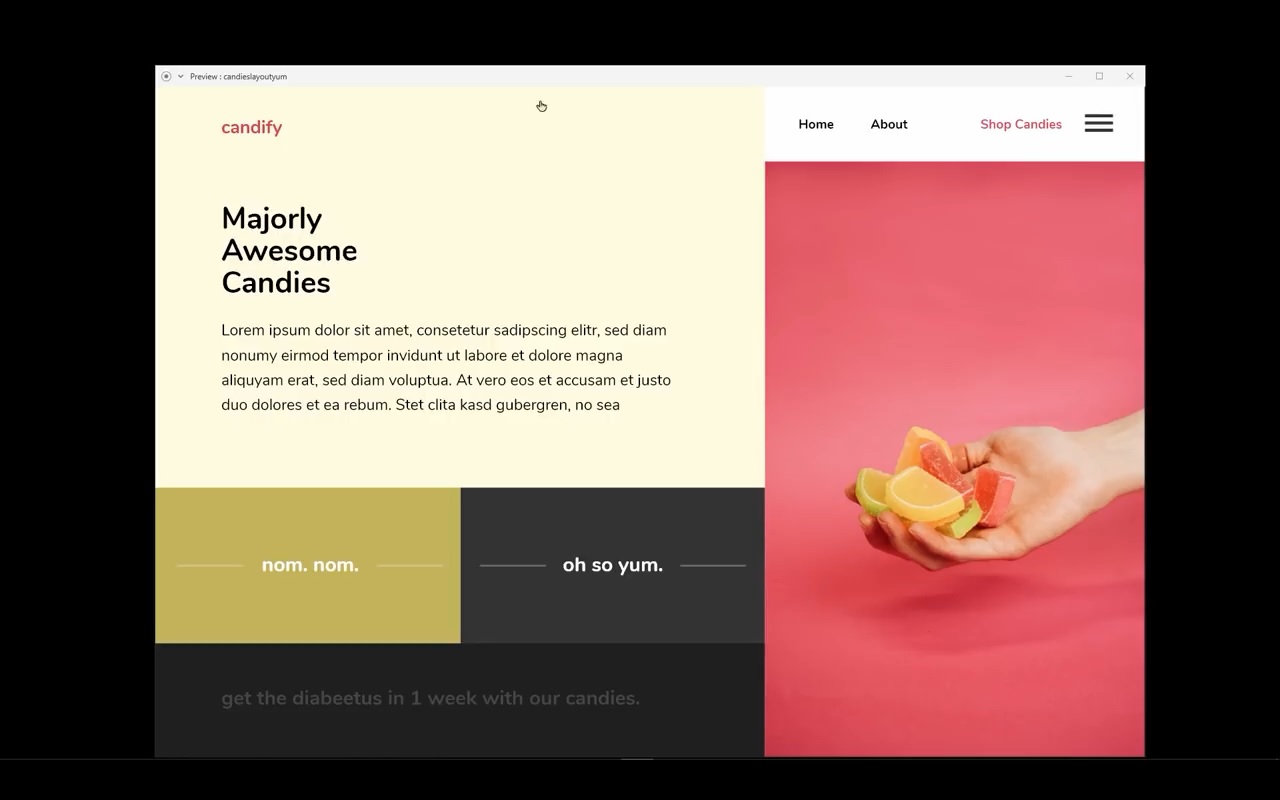 Preview : candieslayoutyum
candify
Home
About
Shop Candies
Majorly
Awesome
Candies
Lorem ipsum dolor sit amet, consetetur sadipscing elitr, sed diam
nonumy eirmod tempor invidunt ut labore et dolore magna
aliquyam erat, sed diam voluptua. At vero eos et accusam et justo
duo dolores et ea rebum. Stet clita kasd gubergren, no sea
nom. nom.
oh so yum.
get the diabeetus in 1 week with our candies.